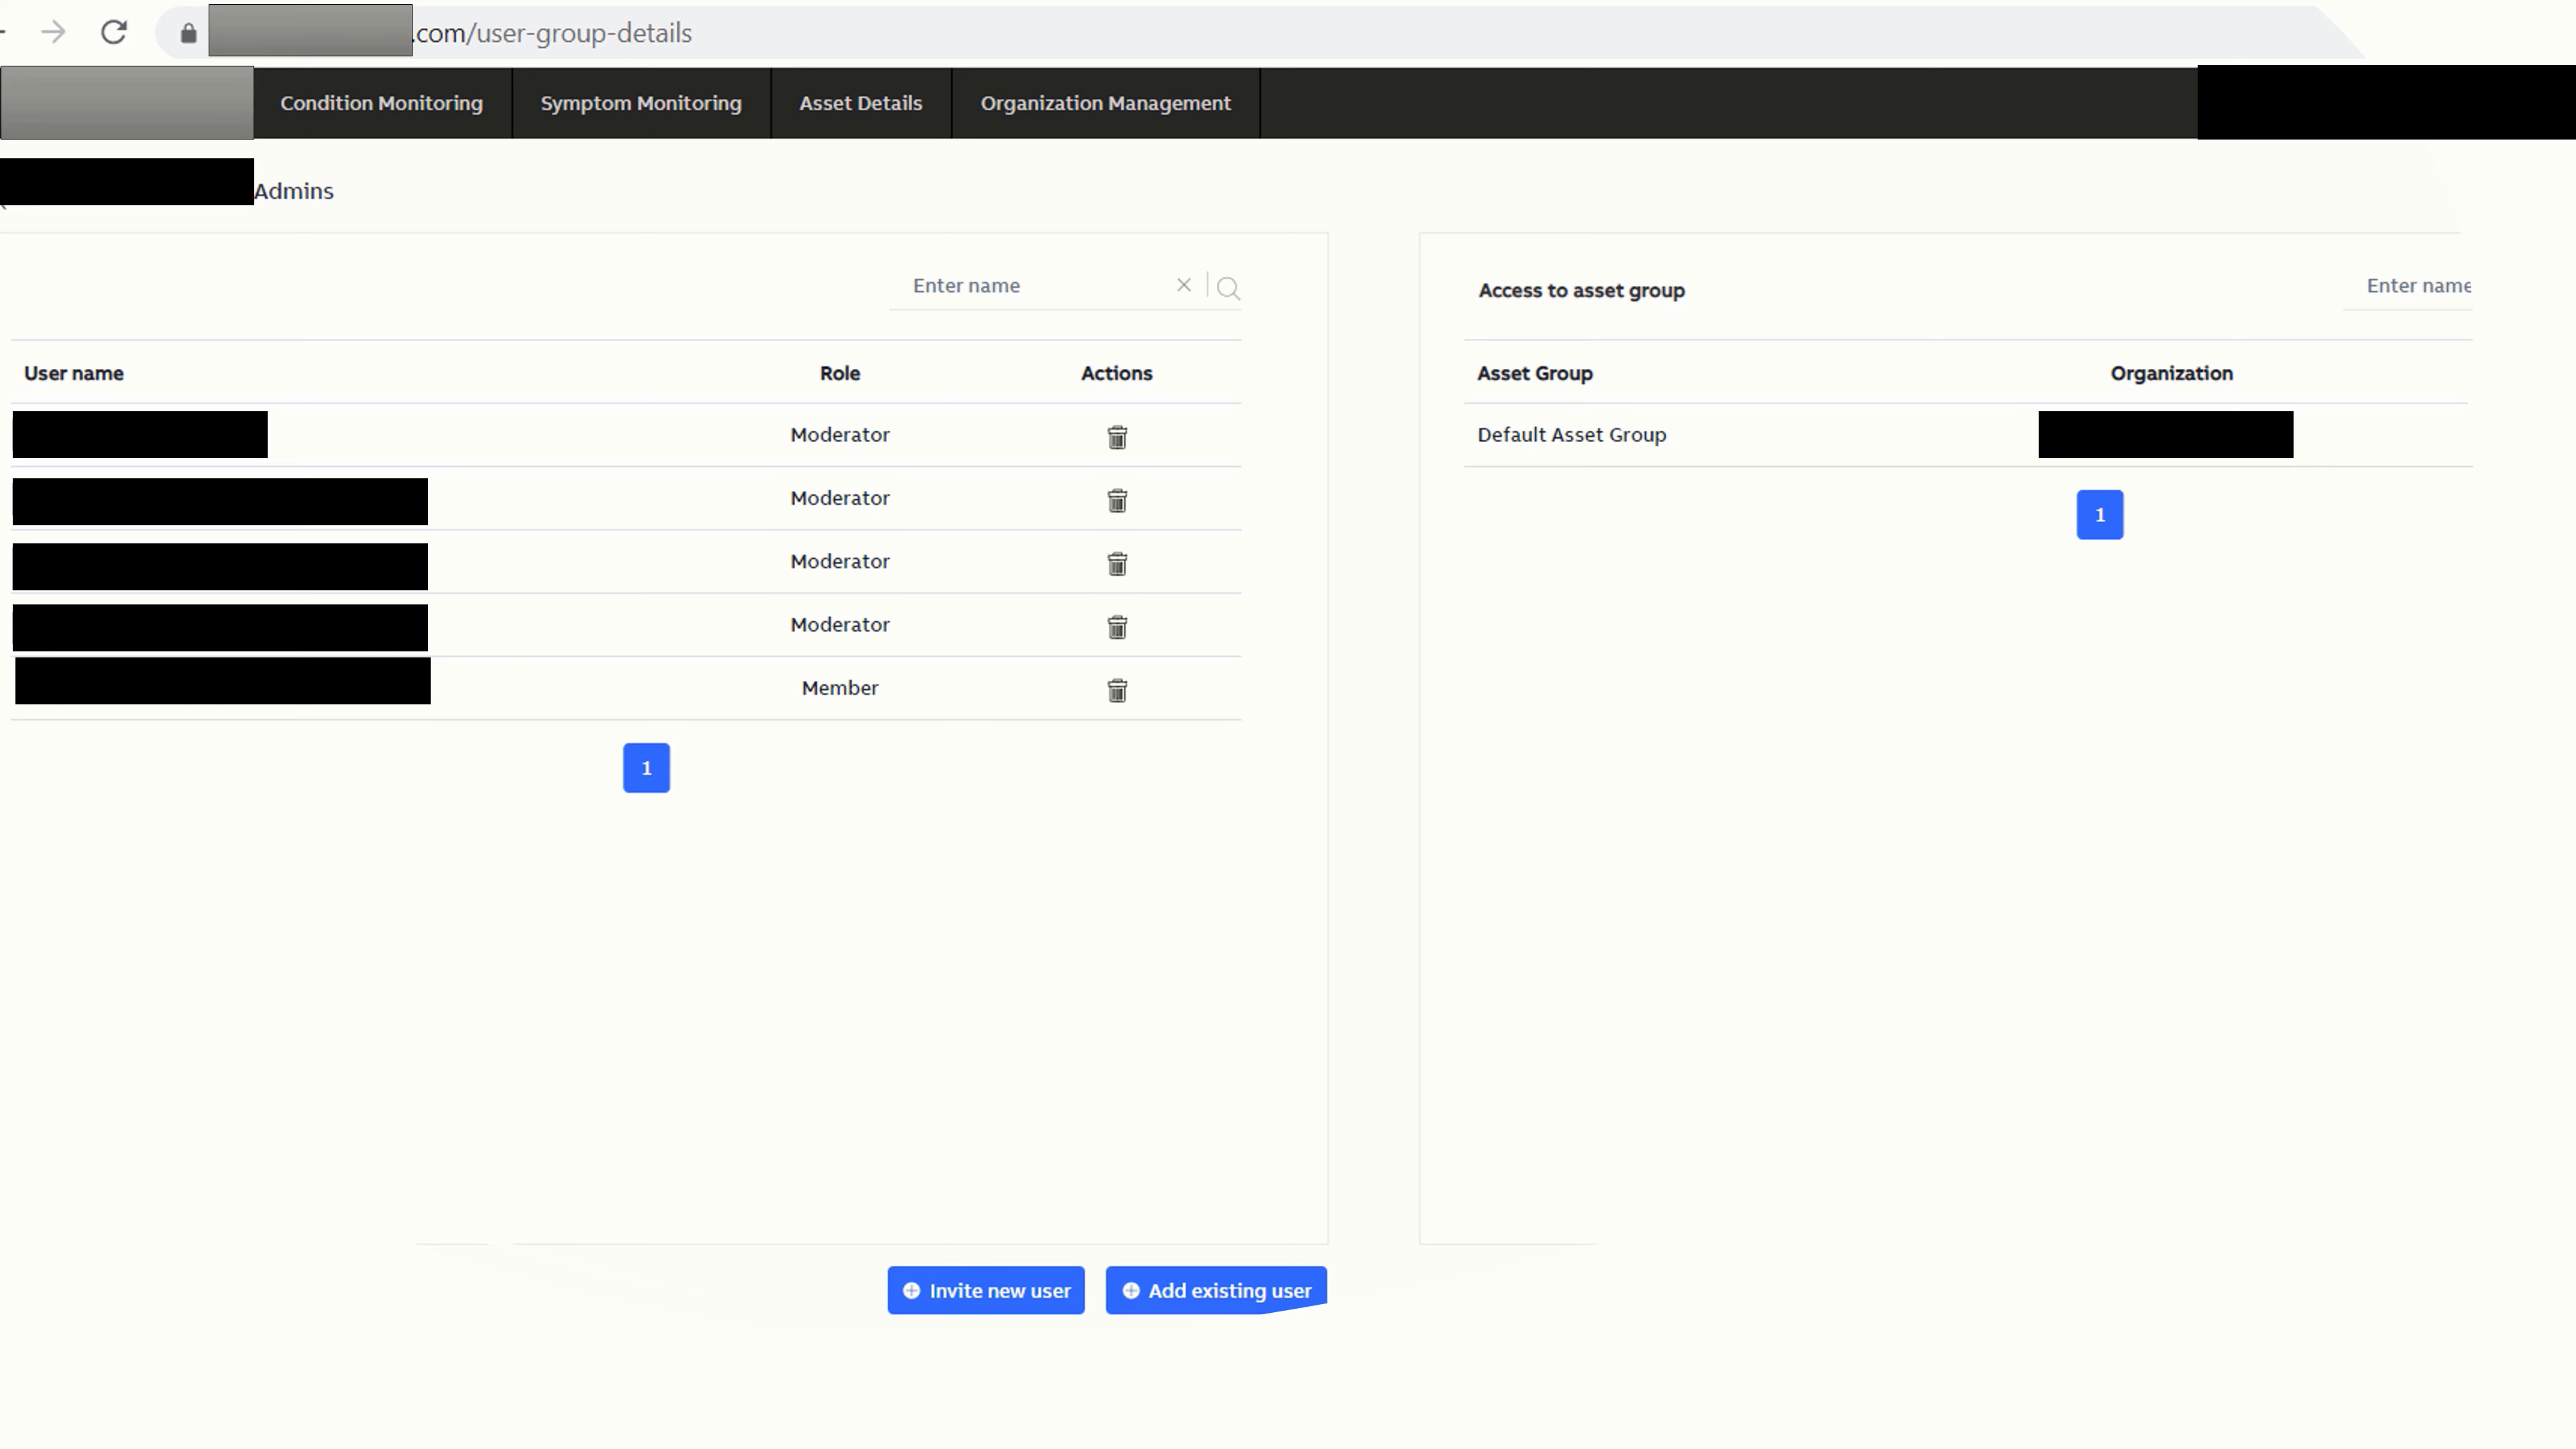 .com/user-group-details
Condition Monitoring
Symptom Monitoring
Asset Details
Organization Management
Admins
Enter name
User name
Role
Actions
Moderator
Moderator
Moderator
Moderator
Member
1
Invite new user
Add existing user
Access to asset group
Enter name
Asset Group
Organization
Default Asset Group
1